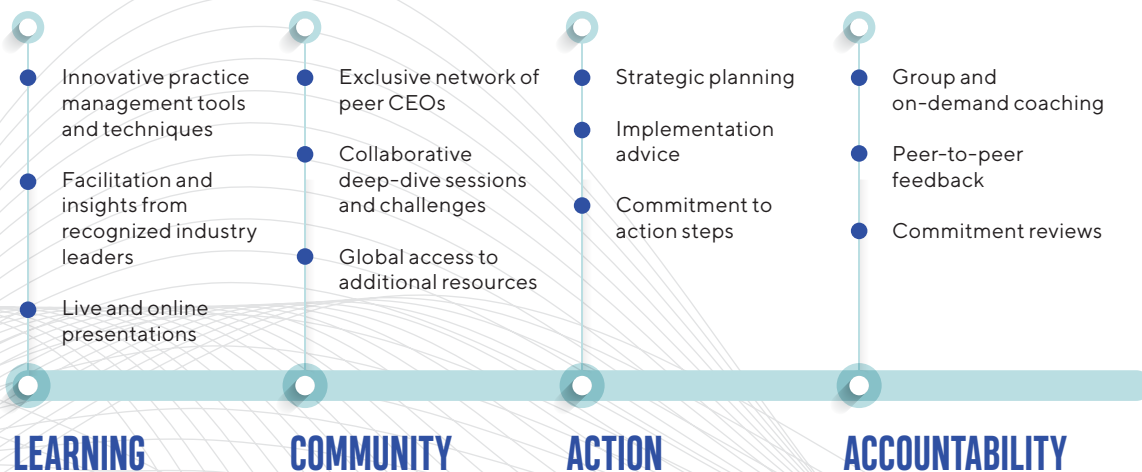 Innovative practice
management tools
and techniques
Facilitation and
insights from
recognized industry
leaders
Live and online
presentations
LEARNING
Exclusive network of
peer CEOs
Collaborative
deep-dive sessions
and challenges
Global access to
additional resources
COMMUNITY
Strategic planning
Implementation
advice
Commitment to
action steps
ACTION
Group and
on-demand coaching
Peer-to-peer
feedback
Commitment reviews
ACCOUNTABILITY